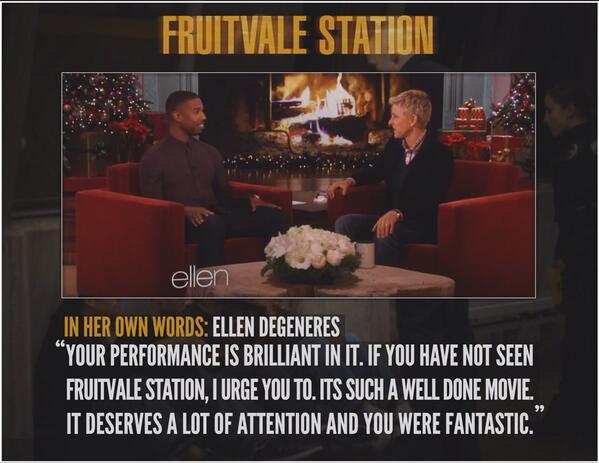 FRUITVALE STATION
ellen
IN HER OWN WORDS: ELLEN DEGENERES
“YOUR PERFORMANCE IS BRILLIANT IN IT. IF YOU HAVE NOT SEEN
FRUITVALE STATION, I URGE YOU TO. ITS SUCH A WELL DONE MOVIE.
IT DESERVES A LOT OF ATTENTION AND YOU WERE FANTASTIC.”